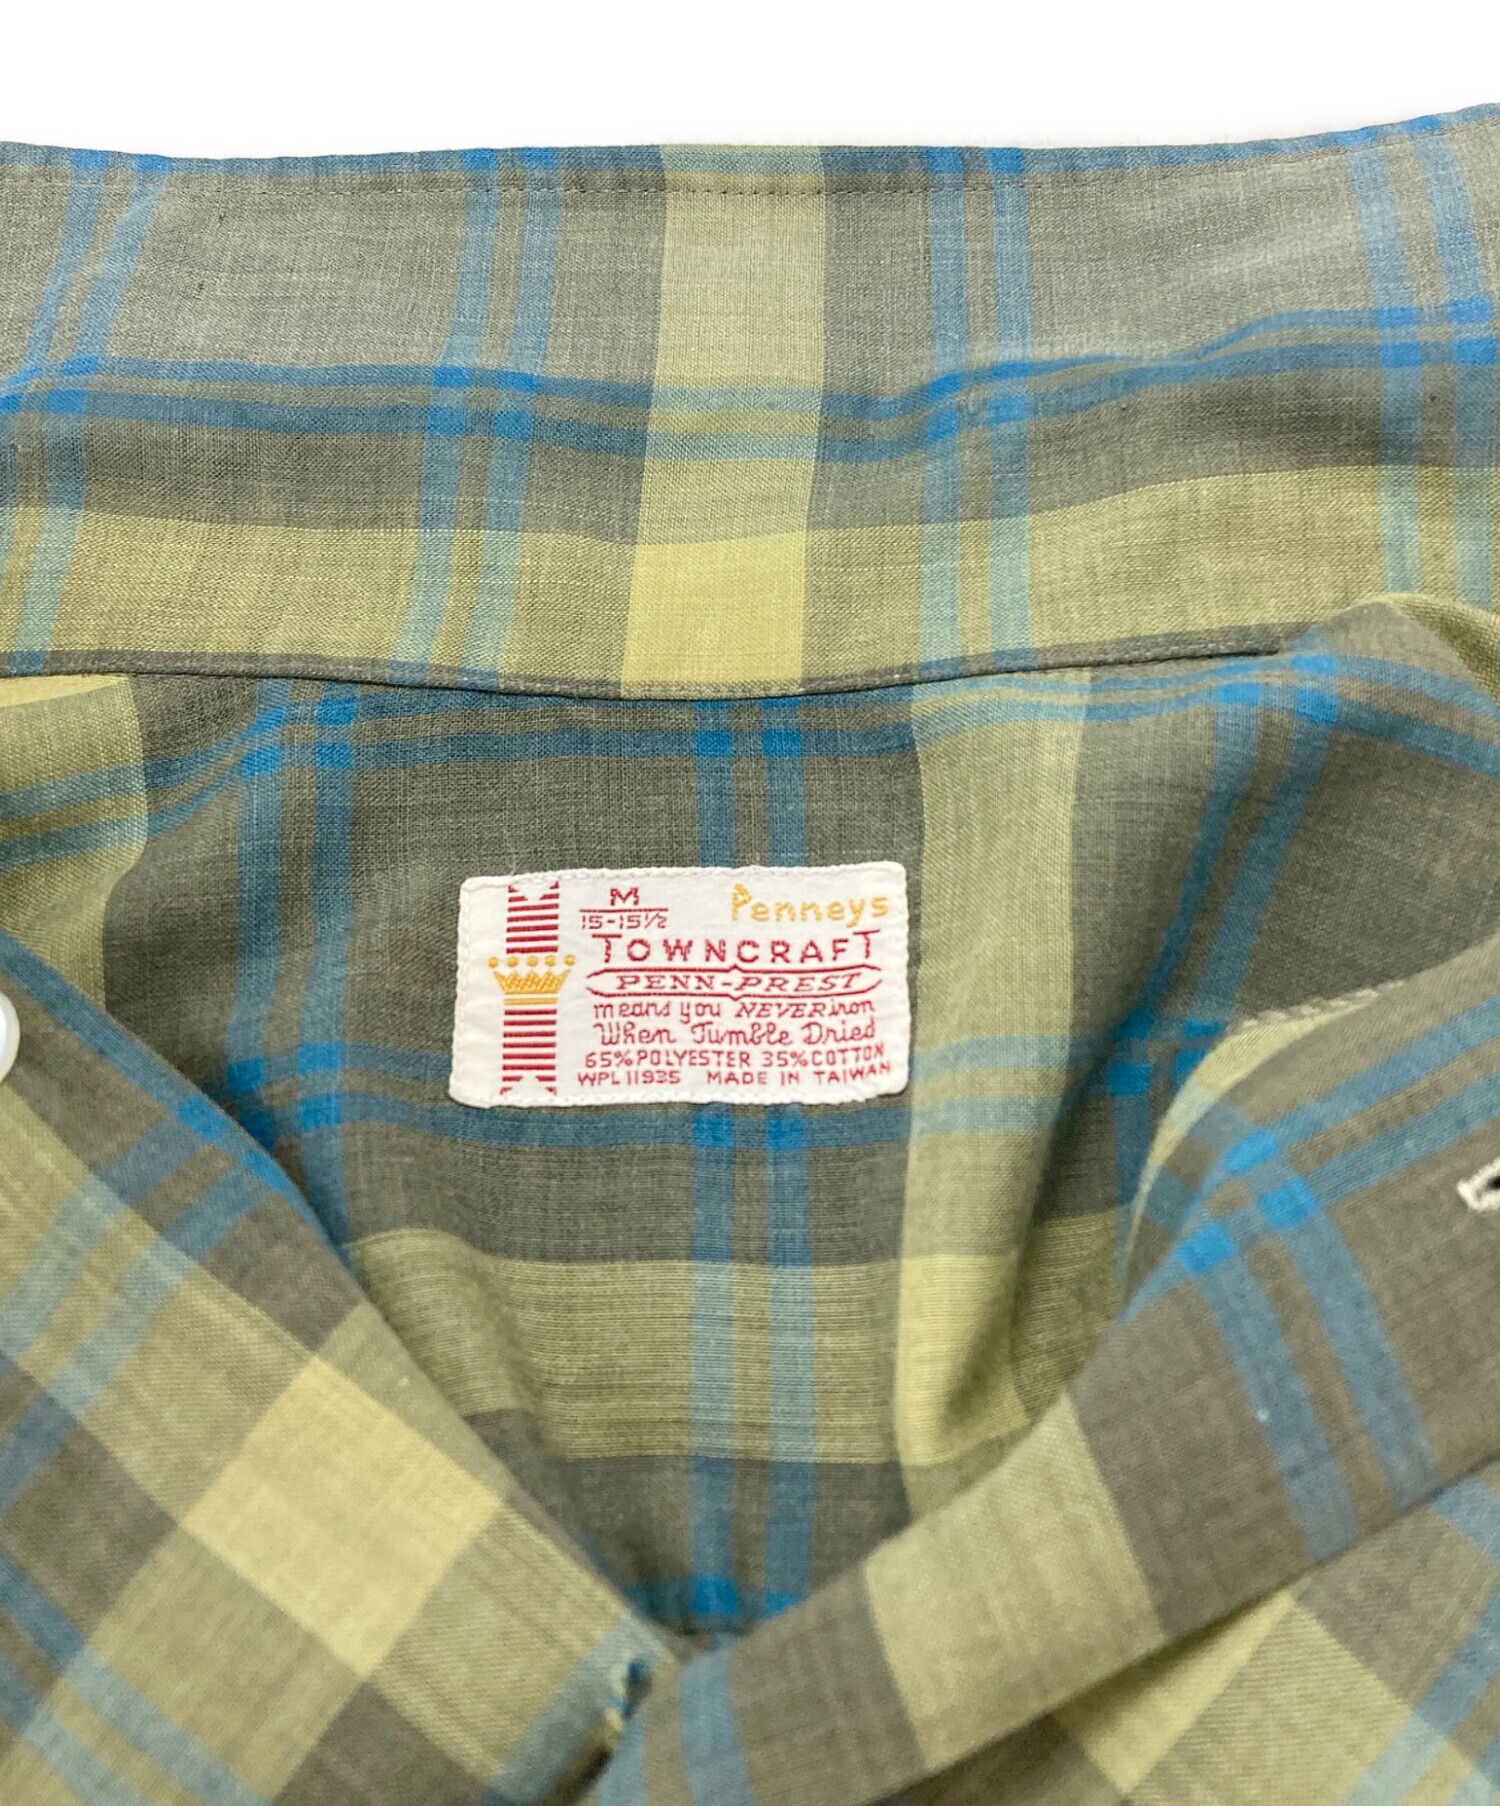 M
15-15½
Penneys
TOWNCRAFT
PENN-PREST
means you NEVER iron
When Tumble Dried
65% POLYESTER 35% COTTON
WPL 11935 MADE IN TAIWAN